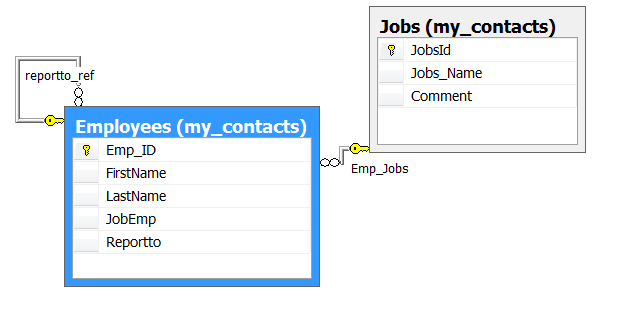 Jobs (my_contacts)
JobsId
Jobs_Name
Comment
reportto_ref
Employees (my_contacts)
Emp_ID
FirstName
LastName
JobEmp
Reportto
Emp_Jobs